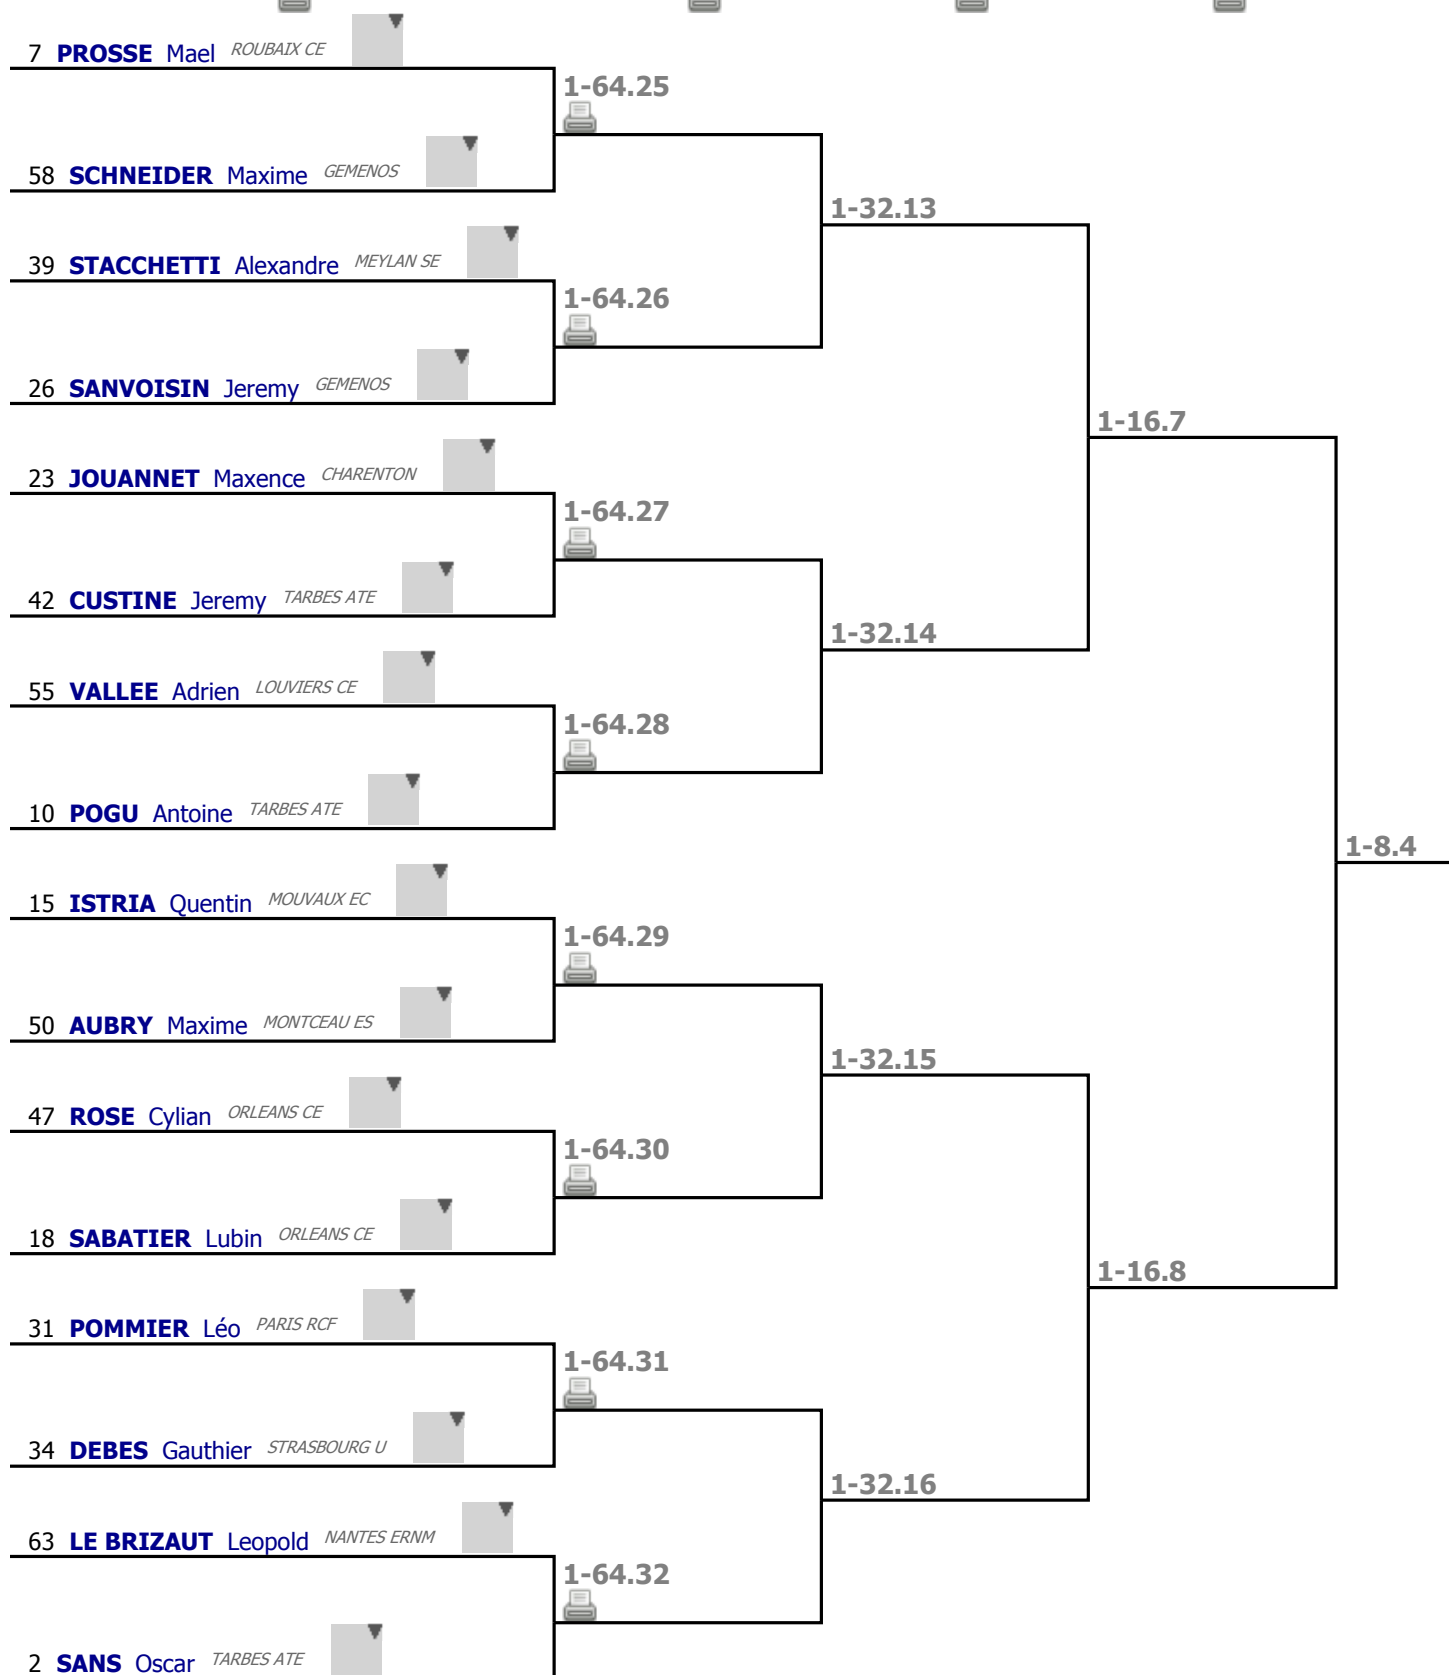 7 PROSSE Mael ROUBAIX CE
1-64.25
58 SCHNEIDER Maxime GEMENOS
1-32.13
39 STACCHETTI Alexandre MEYLAN SE
1-64.26
26 SANVOISIN Jeremy GEMENOS
1-16.7
23 JOUANNET Maxence CHARENTON
1-64.27
42 CUSTINE Jeremy TARBES ATE
1-32.14
55 VALLEE Adrien LOUVIERS CE
1-64.28
10 POGU Antoine TARBES ATE
1-8.4
15 ISTRIA Quentin MOUVAUX EC
1-64.29
50 AUBRY Maxime MONTCEAU ES
1-32.15
47 ROSE Cylian ORLEANS CE
1-64.30
18 SABATIER Lubin ORLEANS CE
1-16.8
31 POMMIER Léo PARIS RCF
1-64.31
34 DEBES Gauthier STRASBOURG U
1-32.16
63 LE BRIZAUT Leopold NANTES ERNM
1-64.32
2 SANS Oscar TARBES ATE